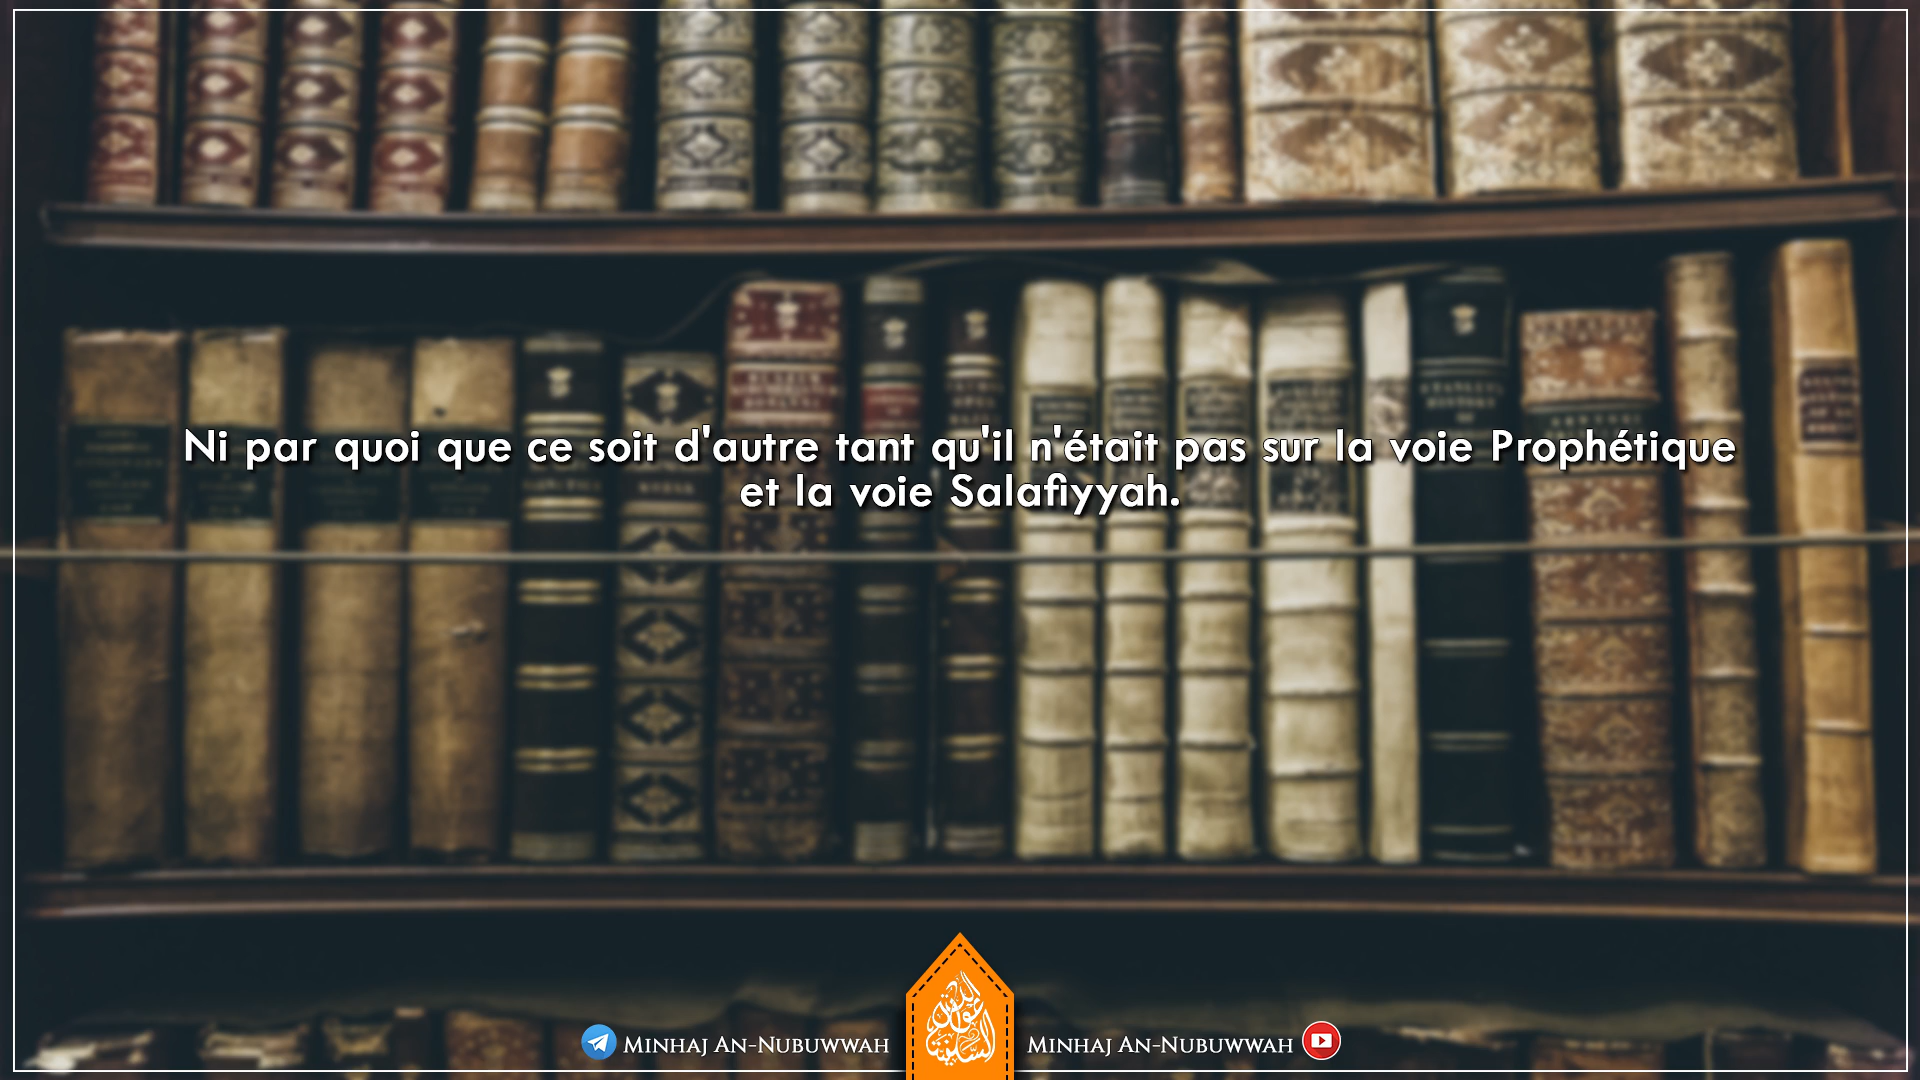 Ni par quoi que ce soit d'autre tant qu'il n'était pas sur la voie Prophétique
et la voie Salafiyyah.
Minhaj An-Nubuwwah
Minhaj An-Nubuwwah